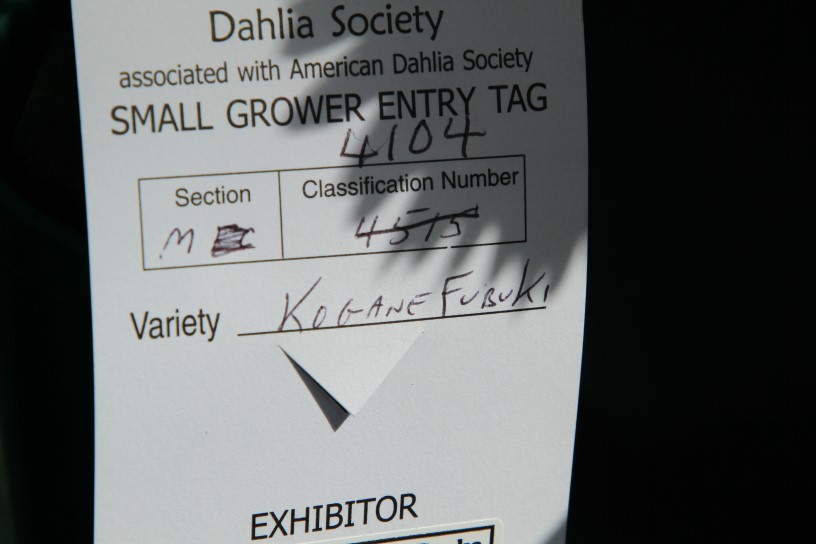 Dahlia Society
associated with American Dahlia Society
SMALL GROWER ENTRY TAG
4104
Section Classification Number
M 4515
Variety KOGANE FUBUKI
EXHIBITOR